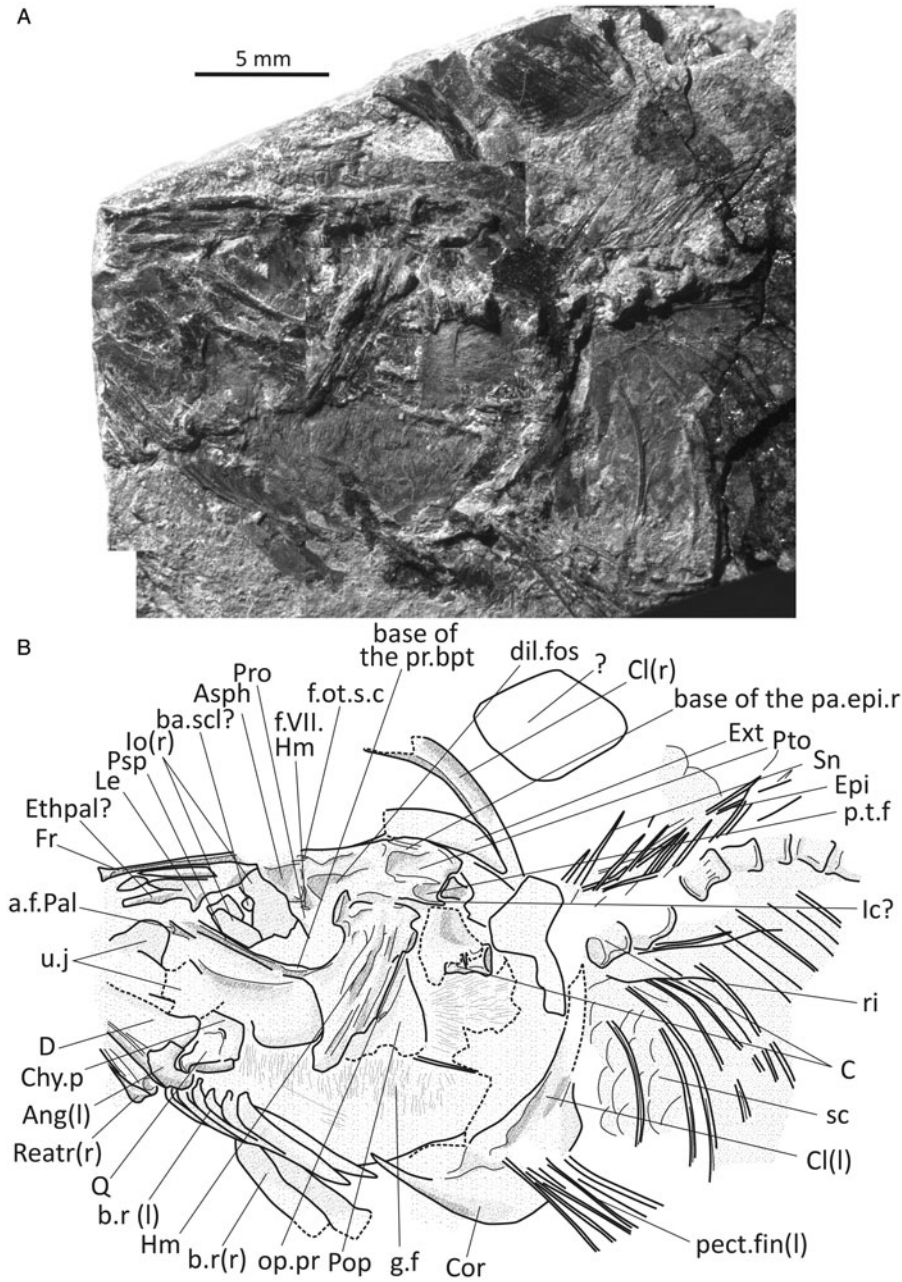 A
5 mm
B
base of
the pr.bpt
dil.fos
?
Cl(r)
base of the pa.epi.r
Pro
Asph
f.ot.s.c
ba.scl?
f.VII.
Hm
Io(r)
Psp
Le
Ethpal?
Fr
Ext
Pto
Sn
Epi
p.t.f
a.f.Pal
u.j
D
Chy.p
Ang(l)
Reatr(r)
Q
b.r (l)
Hm
b.r(r)
op.pr
Pop
g.f
Cor
pect.fin(l)
Ic?
ri
C
sc
Cl(l)